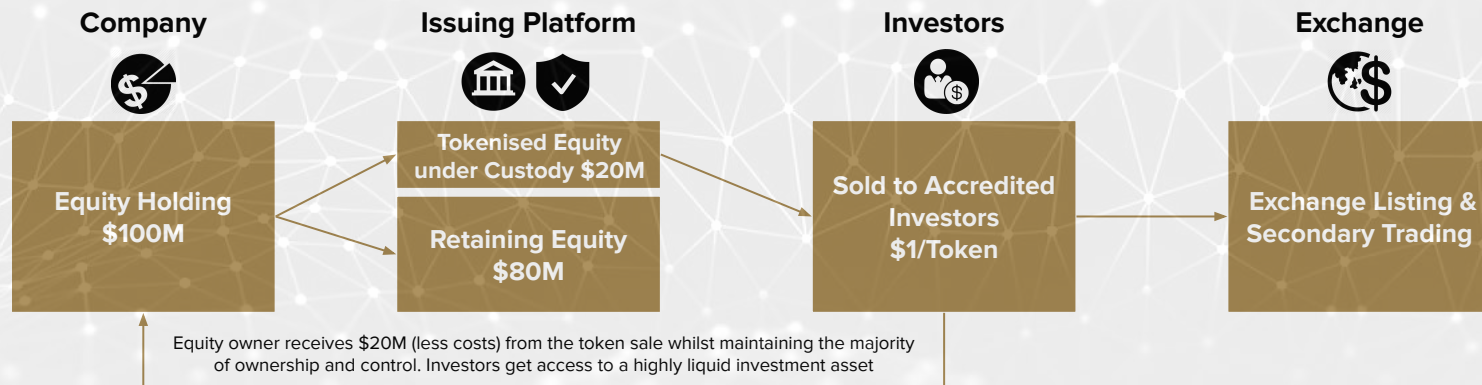 Company
Issuing Platform
Investors
Exchange
$
$
$
Equity Holding
$100M
Tokenised Equity
under Custody $20M
Retaining Equity
$80M
Sold to Accredited
Investors
$1/Token
Exchange Listing &
Secondary Trading
Equity owner receives $20M (less costs) from the token sale whilst maintaining the majority
of ownership and control. Investors get access to a highly liquid investment asset